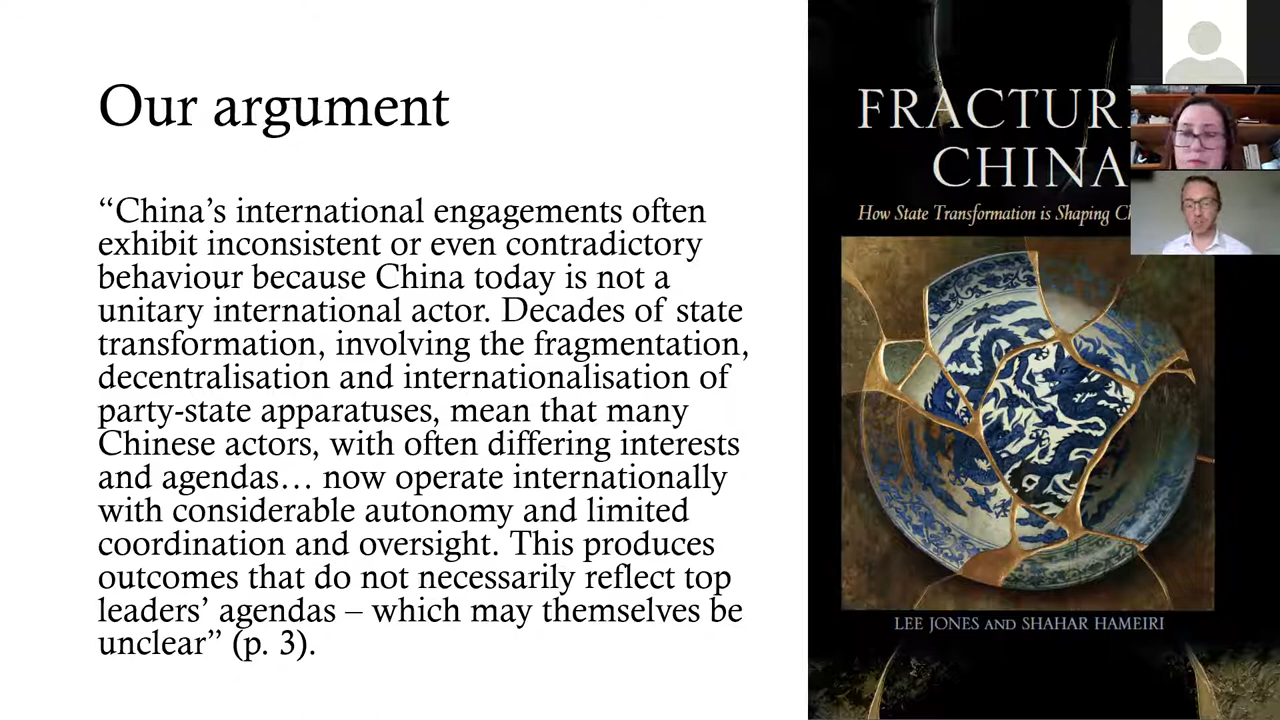 Our argument
“China’s international engagements often
exhibit inconsistent or even contradictory
behaviour because China today is not a
unitary international actor. Decades of state
transformation, involving the fragmentation,
decentralisation and internationalisation of
party-state apparatuses, mean that many
Chinese actors, with often differing interests
and agendas… now operate internationally
with considerable autonomy and limited
coordination and oversight. This produces
outcomes that do not necessarily reflect top
leaders’ agendas – which may themselves be
unclear” (p. 3).
FRACTUR
CHINA
How State Transformation is Shaping
LEE JONES AND SHAHAR HAMEIRI